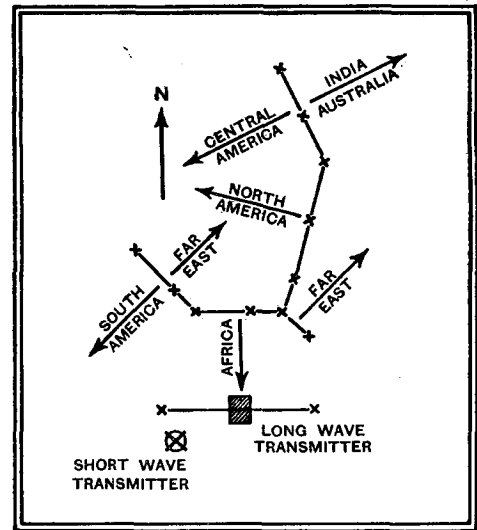 N
INDIA
AUSTRALIA
CENTRAL
AMERICA
NORTH
AMERICA
FAR
EAST
FAR
EAST
SOUTH
AMERICA
AFRICA
LONG WAVE
TRANSMITTER
SHORT WAVE
TRANSMITTER